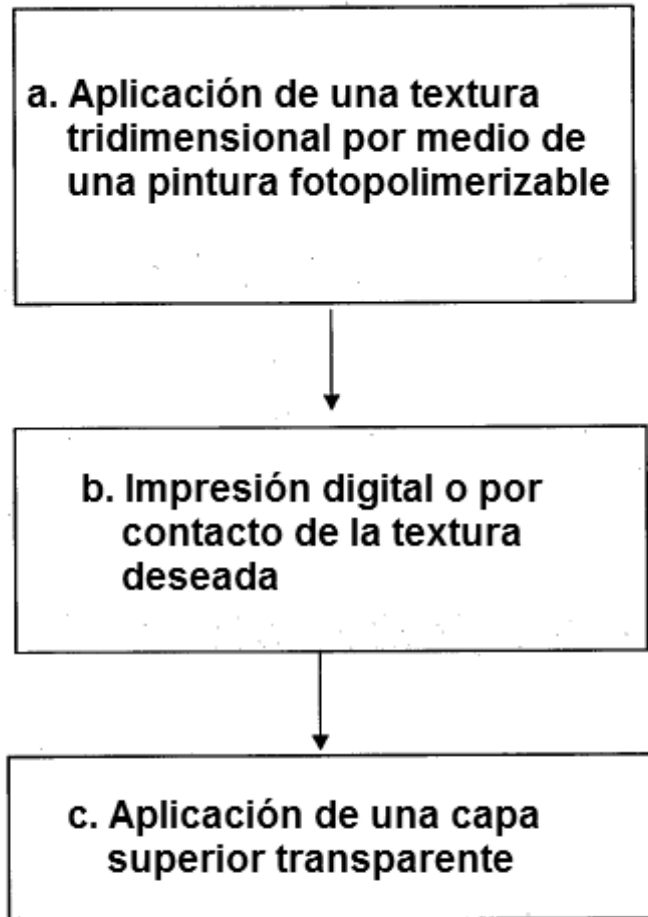 a. Aplicación de una textura
tridimensional por medio de
una pintura fotopolimerizable
b. Impresión digital o por
contacto de la textura
deseada
c. Aplicación de una capa
superior transparente